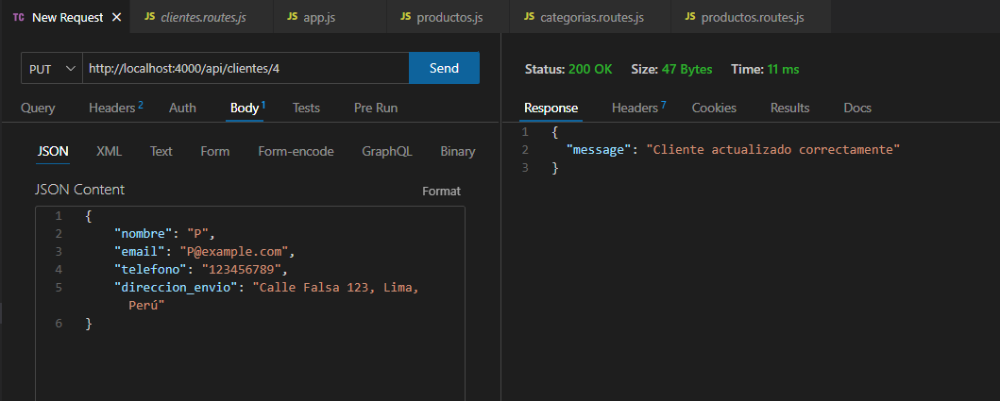 TC New Request × JS clientes.routes.js JS app.js JS productos.js JS categorias.routes.js JS productos.routes.js
PUT http://localhost:4000/api/clientes/4 Send
Query Headers 2 Auth Body 1 Tests Pre Run
JSON XML Text Form Form-encode GraphQL Binary
JSON Content Format
1 {
2 "nombre": "P",
3 "email": "P@example.com",
4 "telefono": "123456789",
5 "direccion_envio": "Calle Falsa 123, Lima,
Perú"
6 }
Status: 200 OK Size: 47 Bytes Time: 11 ms
Response Headers 7 Cookies Results Docs
1 {
2 "message": "Cliente actualizado correctamente"
3 }